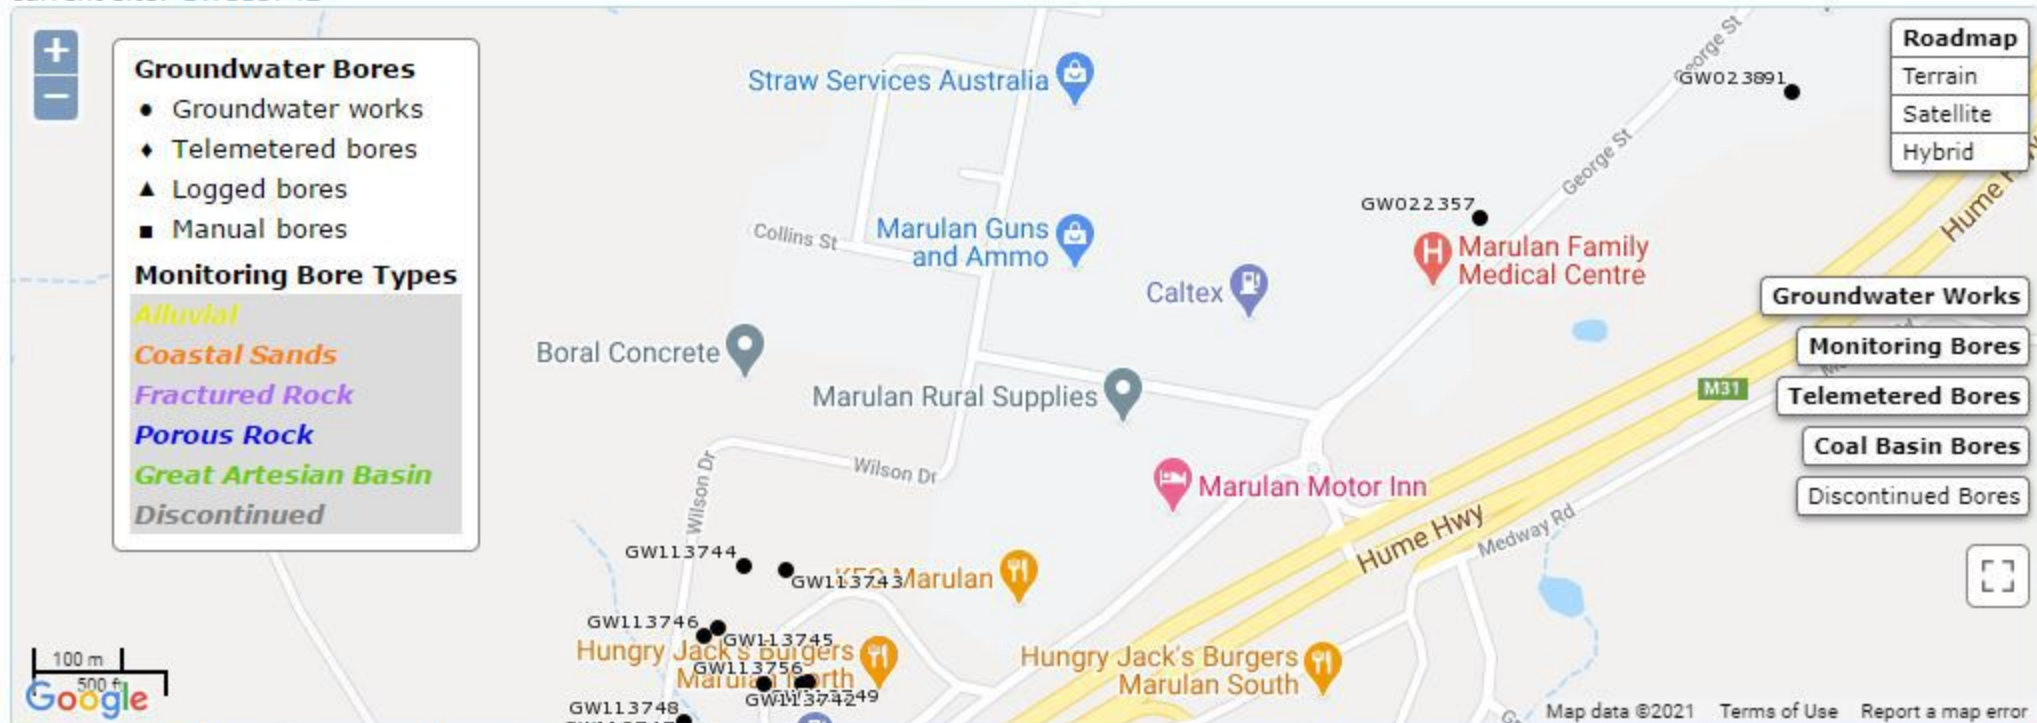 Groundwater Bores
Groundwater works
Telemetered bores
Logged bores
Manual bores
Monitoring Bore Types
Alluvial
Coastal Sands
Fractured Rock
Porous Rock
Great Artesian Basin
Discontinued
Straw Services Australia
George St
GW023891
Roadmap
Terrain
Satellite
Hybrid
George St
GW022357
Hume
Collins St
Marulan Guns
and Ammo
Marulan Family
Medical Centre
Caltex
Groundwater Works
Boral Concrete
Monitoring Bores
Marulan Rural Supplies
M31
Telemetered Bores
Coal Basin Bores
Wilson Dr
Wilson Dr
Marulan Motor Inn
Discontinued Bores
Hume Hwy
Medway Rd
GW113744
GW113743
KFC Marulan
GW113746
GW113745
Hungry Jack's Burgers
Marulan North
GW113756
GW113742
Hungry Jack's Burgers
Marulan South
GW113748
100 m
500 ft
Google
Map data ©2021
Terms of Use
Report a map error